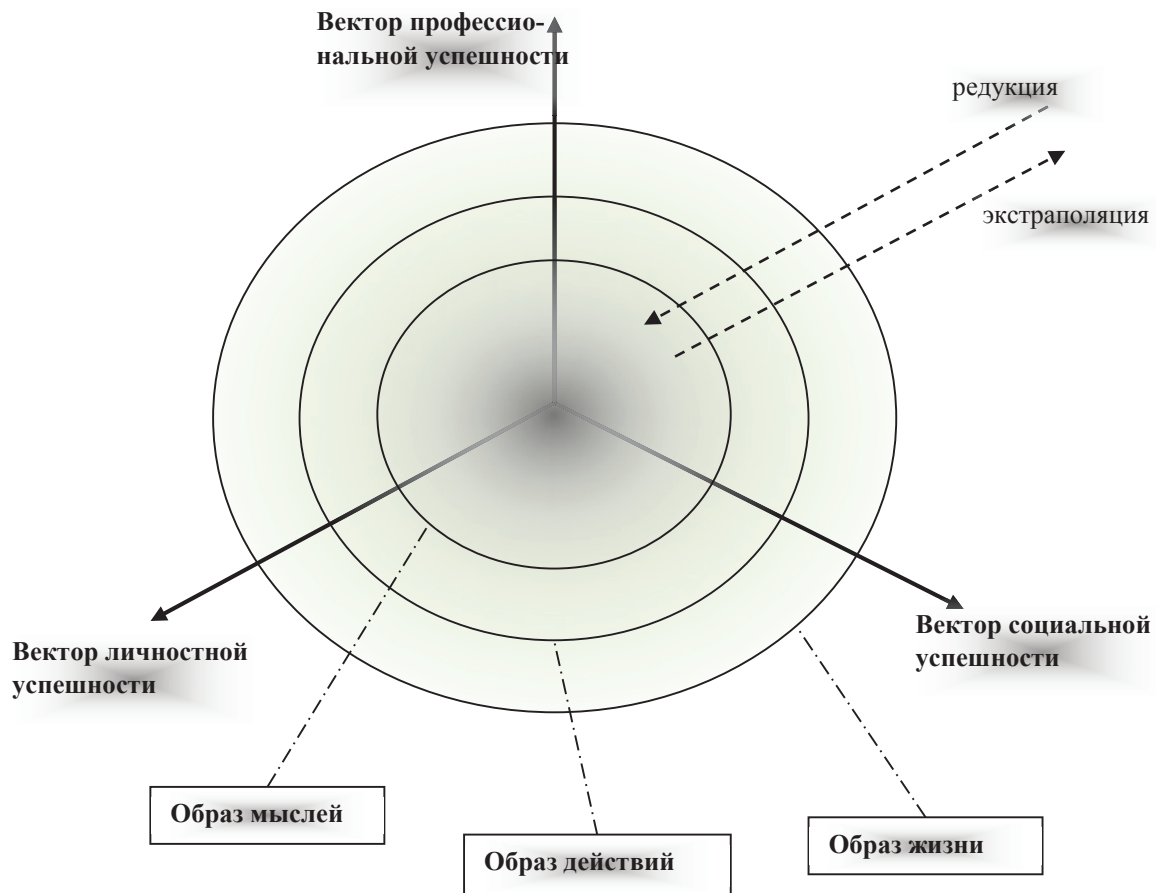 Вектор профессио-
нальной успешности
редукция
экстраполяция
Вектор личностной
успешности
Вектор социальной
успешности
Образ мыслей
Образ действий
Образ жизни